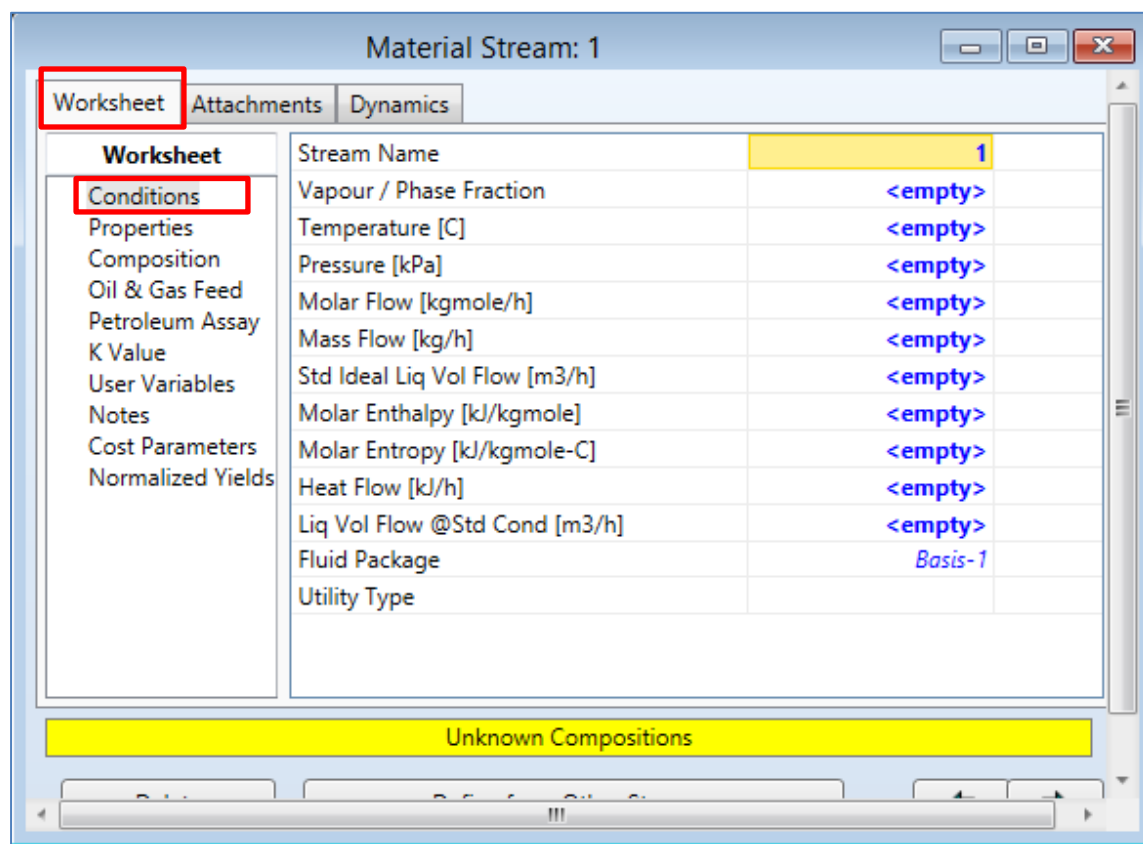 Material Stream: 1
Worksheet Attachments Dynamics
Worksheet
Conditions
Properties
Composition
Oil & Gas Feed
Petroleum Assay
K Value
User Variables
Notes
Cost Parameters
Normalized Yields
Stream Name 1
Vapour / Phase Fraction <empty>
Temperature [C] <empty>
Pressure [kPa] <empty>
Molar Flow [kgmole/h] <empty>
Mass Flow [kg/h] <empty>
Std Ideal Liq Vol Flow [m3/h] <empty>
Molar Enthalpy [kJ/kgmole] <empty>
Molar Entropy [kJ/kgmole-C] <empty>
Heat Flow [kJ/h] <empty>
Liq Vol Flow @Std Cond [m3/h] <empty>
Fluid Package Basis-1
Utility Type
Unknown Compositions